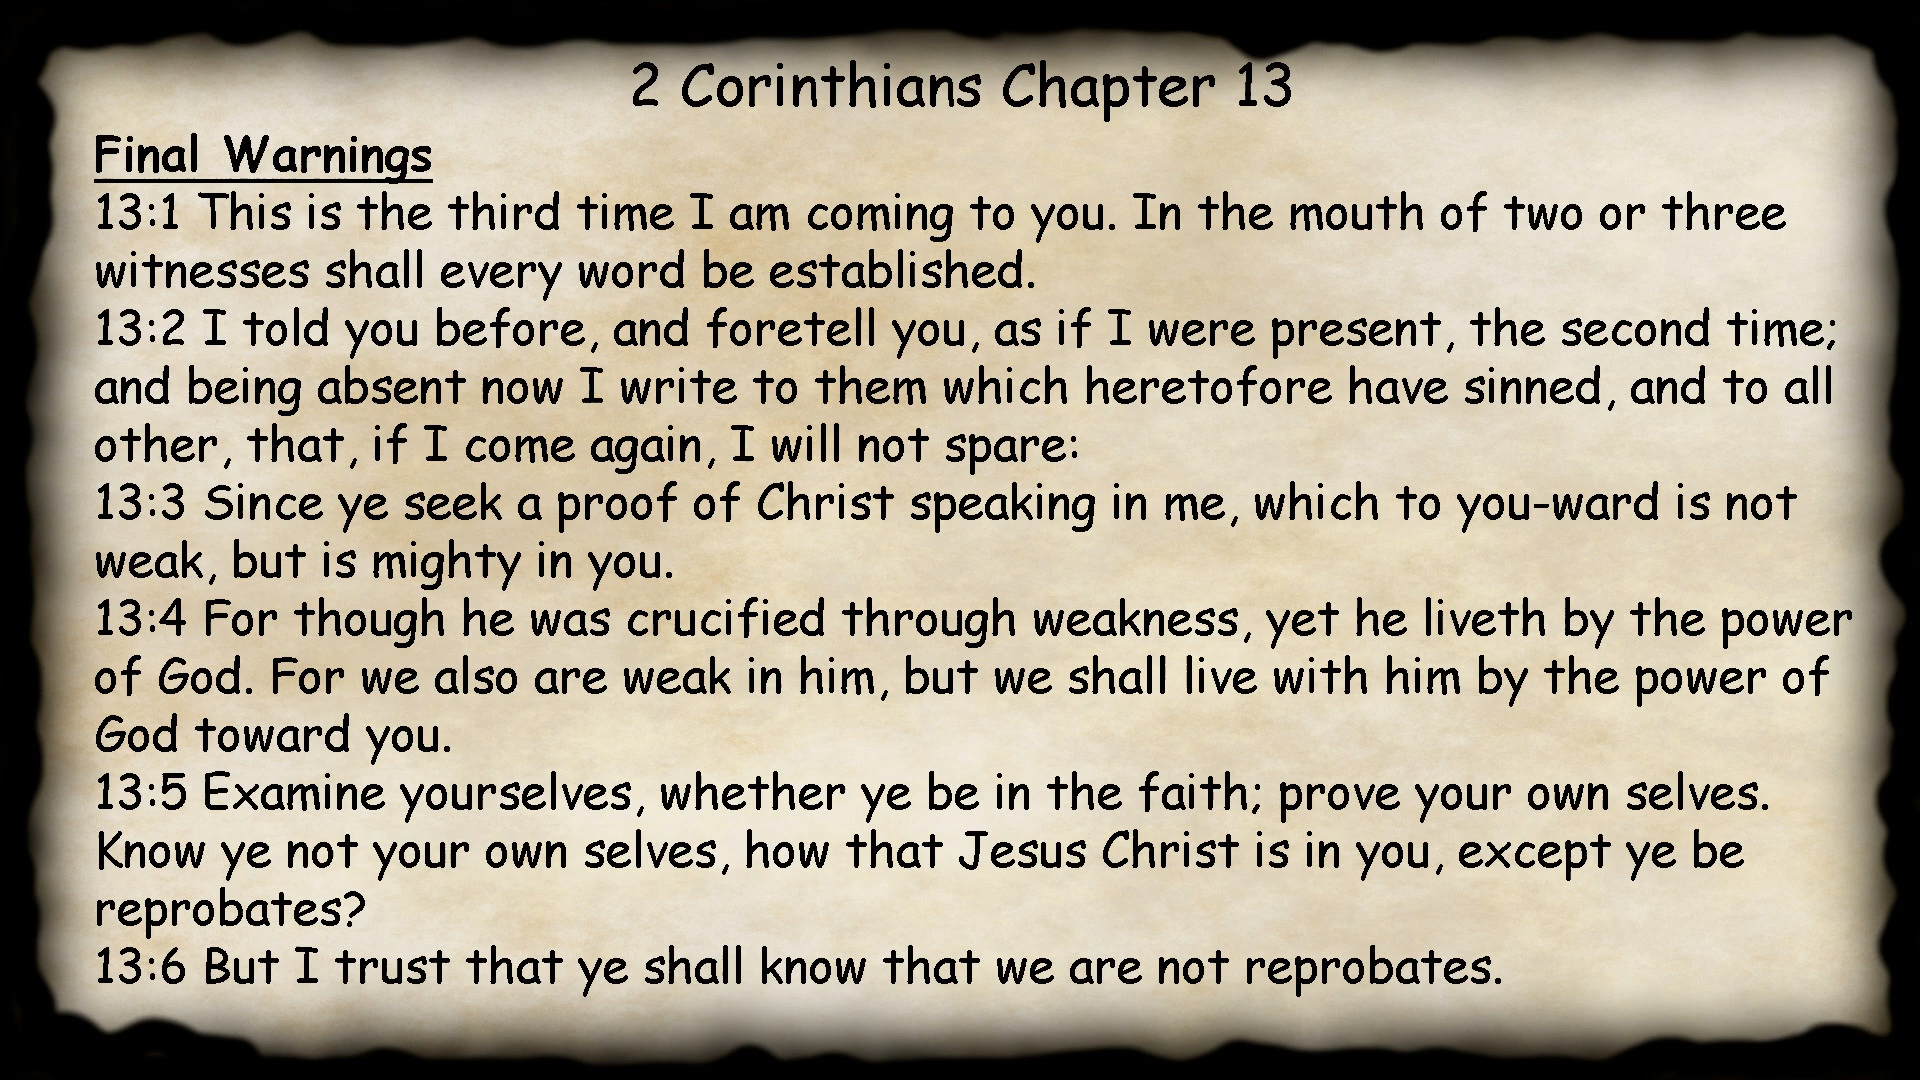 2 Corinthians Chapter 13
Final Warnings
13:1 This is the third time I am coming to you. In the mouth of two or three
witnesses shall every word be established.
13:2 I told you before, and foretell you, as if I were present, the second time;
and being absent now I write to them which heretofore have sinned, and to all
other, that, if I come again, I will not spare:
13:3 Since ye seek a proof of Christ speaking in me, which to you-ward is not
weak, but is mighty in you.
13:4 For though he was crucified through weakness, yet he liveth by the power
of God. For we also are weak in him, but we shall live with him by the power of
God toward you.
13:5 Examine yourselves, whether ye be in the faith; prove your own selves.
Know ye not your own selves, how that Jesus Christ is in you, except ye be
reprobates?
13:6 But I trust that ye shall know that we are not reprobates.